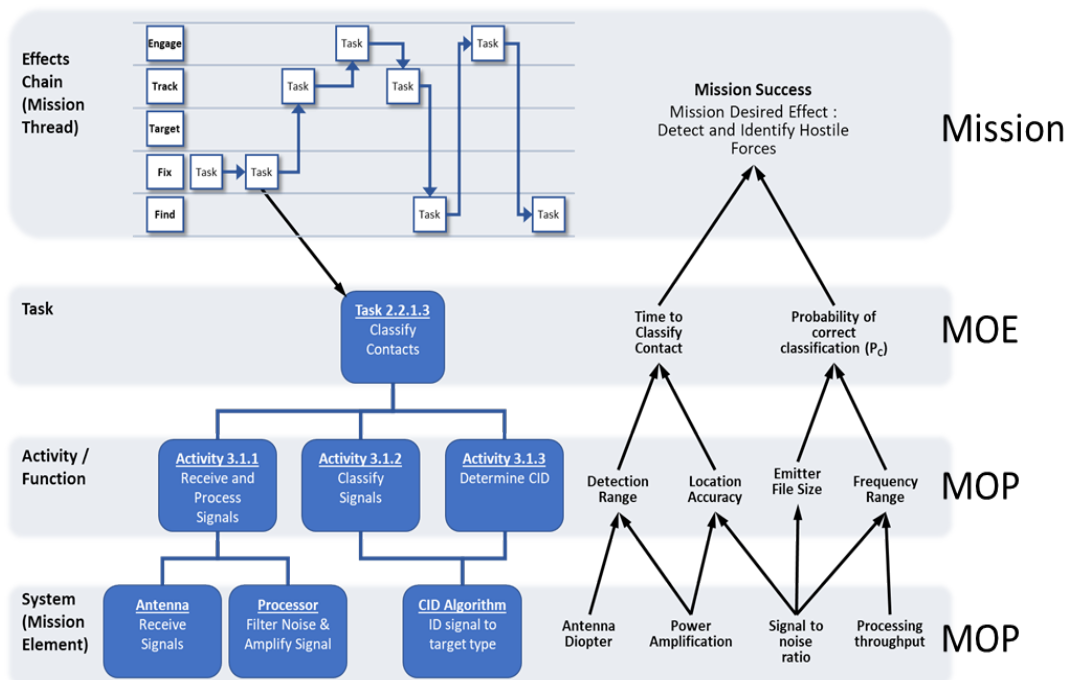 Effects
Chain
(Mission
Thread)
Engage
Track
Target
Fix
Find
Task
Task
Task
Task
Task
Task
Task
Task
Mission Success
Mission Desired Effect :
Detect and Identify Hostile
Forces
Mission
Task
Task 2.2.1.3
Classify
Contacts
Time to
Classify
Contact
Probability of
correct
classification (PC)
MOE
Activity /
Function
Activity 3.1.1
Receive and
Process
Signals
Activity 3.1.2
Classify
Signals
Activity 3.1.3
Determine CID
Detection
Range
Location
Accuracy
Emitter
File Size
Frequency
Range
MOP
System
(Mission
Element)
Antenna
Receive
Signals
Processor
Filter Noise &
Amplify Signal
CID Algorithm
ID signal to
target type
Antenna
Diopter
Power
Amplification
Signal to
noise
ratio
Processing
throughput
MOP